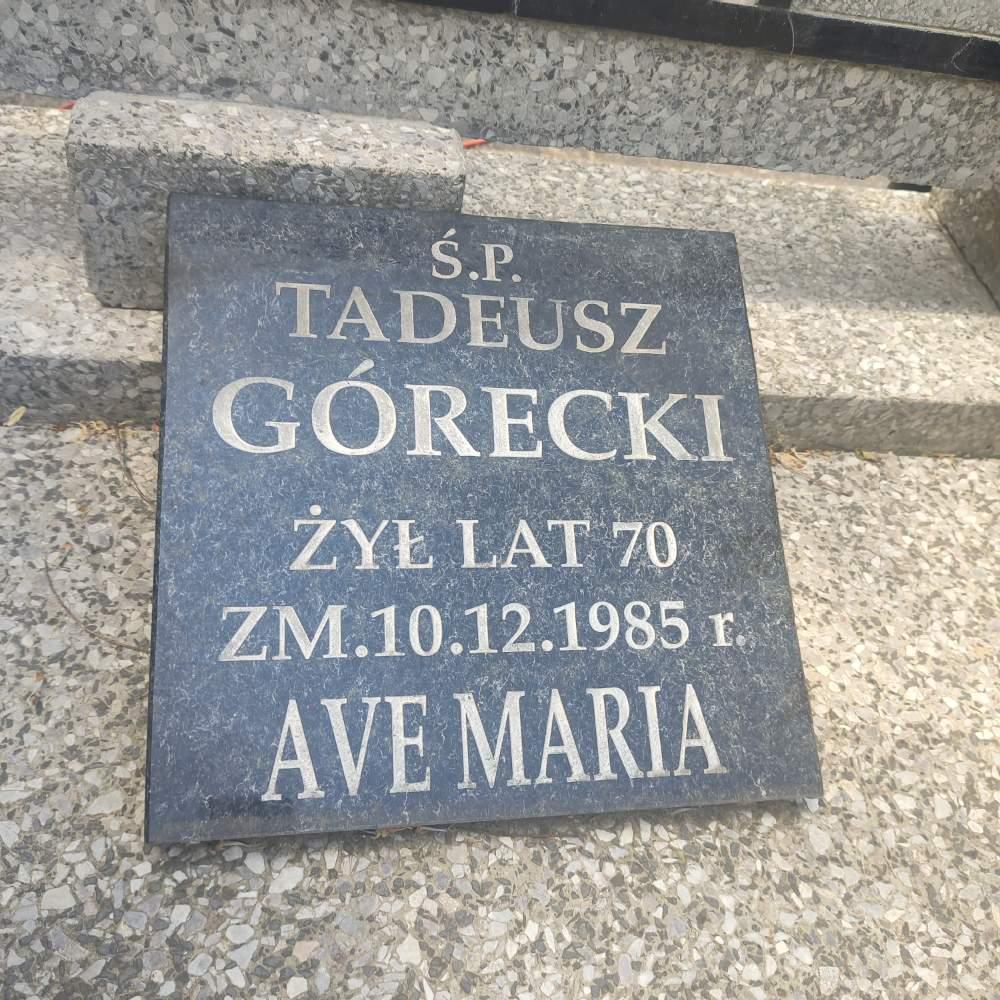 Ś.P.
TADEUSZ
GÓRECKI
ŻYŁ LAT 70
ZM.10.12.1985 r.
AVE MARIA